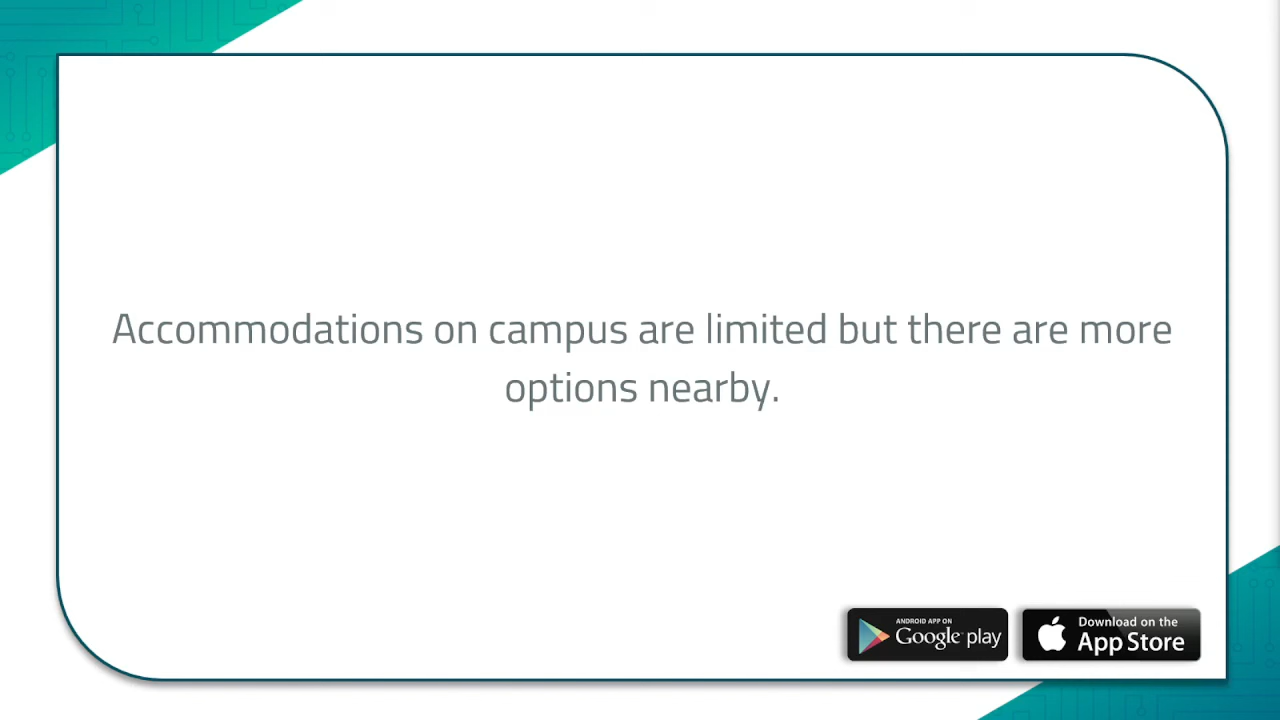 Accommodations on campus are limited but there are more
options nearby.
ANDROID APP ON
Google play
Download on the
App Store